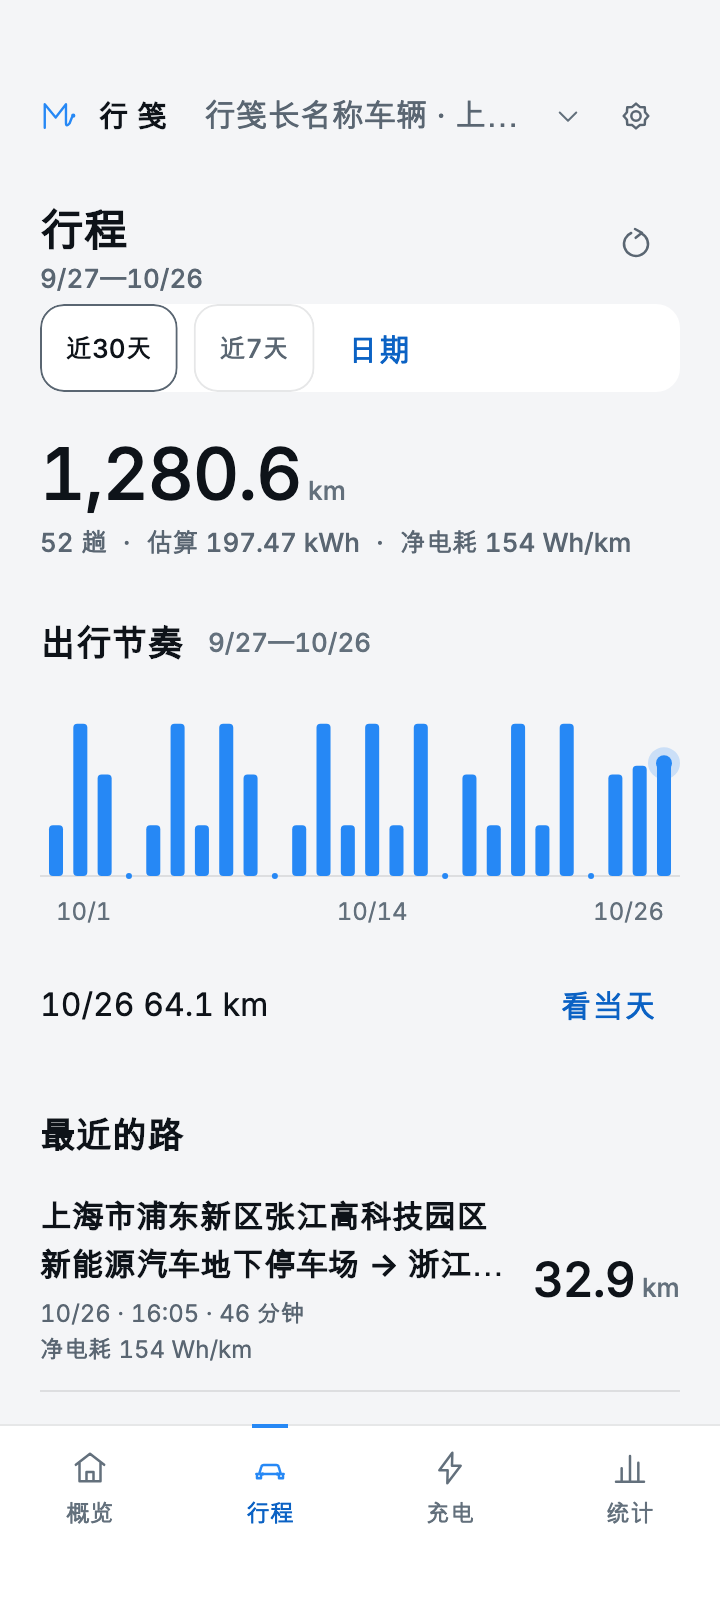 行笺 行笺长名称车辆 · 上…
行程
9/27—10/26
近30天 近7天 日期
1,280.6 km
52 趟 · 估算 197.47 kWh · 净电耗 154 Wh/km
出行节奏 9/27—10/26
10/1 10/14 10/26
10/26 64.1 km 看当天
最近的路
上海市浦东新区张江高科技园区
新能源汽车地下停车场 → 浙江… 32.9 km
10/26 · 16:05 · 46 分钟
净电耗 154 Wh/km
概览 行程 充电 统计